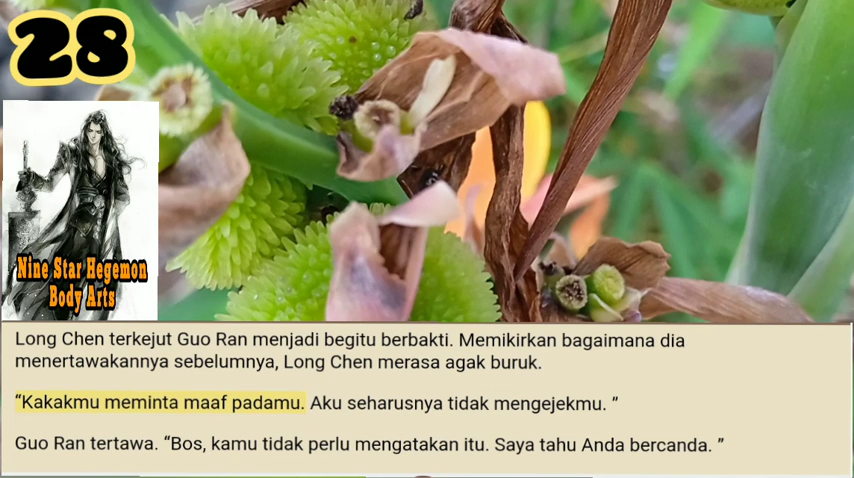 28
Nine Star Hegemon
Body Arts
Long Chen terkejut Guo Ran menjadi begitu berbakti. Memikirkan bagaimana dia
menertawakannya sebelumnya, Long Chen merasa agak buruk.
“Kakakmu meminta maaf padamu. Aku seharusnya tidak mengejekmu. ”
Guo Ran tertawa. “Bos, kamu tidak perlu mengatakan itu. Saya tahu Anda bercanda. ”